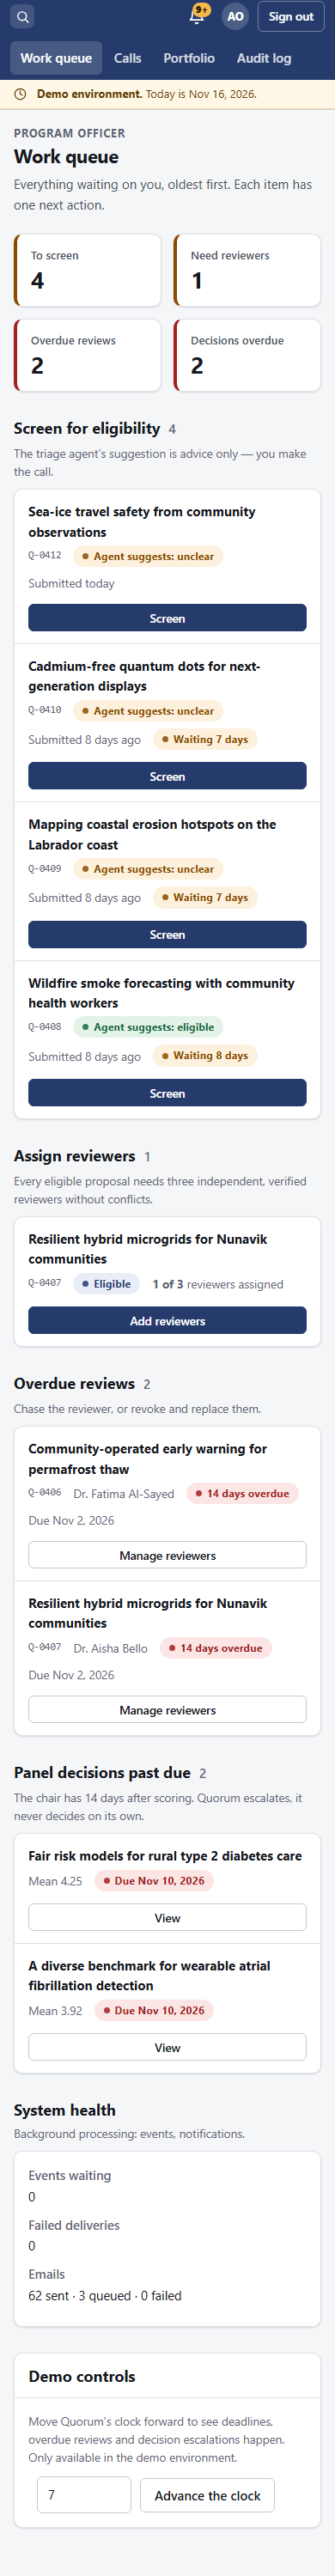 9+
AO
Sign out
Work queue
Calls
Portfolio
Audit log
Demo environment. Today is Nov 16, 2026.
PROGRAM OFFICER
Work queue
Everything waiting on you, oldest first. Each item has
one next action.
To screen
4
Need reviewers
1
Overdue reviews
2
Decisions overdue
2
Screen for eligibility 4
The triage agent's suggestion is advice only — you make
the call.
Sea-ice travel safety from community
observations
Q-0412 Agent suggests: unclear
Submitted today
Screen
Cadmium-free quantum dots for next-
generation displays
Q-0410 Agent suggests: unclear
Submitted 8 days ago Waiting 7 days
Screen
Mapping coastal erosion hotspots on the
Labrador coast
Q-0409 Agent suggests: unclear
Submitted 8 days ago Waiting 7 days
Screen
Wildfire smoke forecasting with community
health workers
Q-0408 Agent suggests: eligible
Submitted 8 days ago Waiting 8 days
Screen
Assign reviewers 1
Every eligible proposal needs three independent, verified
reviewers without conflicts.
Resilient hybrid microgrids for Nunavik
communities
Q-0407 Eligible 1 of 3 reviewers assigned
Add reviewers
Overdue reviews 2
Chase the reviewer, or revoke and replace them.
Community-operated early warning for
permafrost thaw
Q-0406 Dr. Fatima Al-Sayed 14 days overdue
Due Nov 2, 2026
Manage reviewers
Resilient hybrid microgrids for Nunavik
communities
Q-0407 Dr. Aisha Bello 14 days overdue
Due Nov 2, 2026
Manage reviewers
Panel decisions past due 2
The chair has 14 days after scoring. Quorum escalates, it
never decides on its own.
Fair risk models for rural type 2 diabetes care
Mean 4.25 Due Nov 10, 2026
View
A diverse benchmark for wearable atrial
fibrillation detection
Mean 3.92 Due Nov 10, 2026
View
System health
Background processing: events, notifications.
Events waiting
0
Failed deliveries
0
Emails
62 sent · 3 queued · 0 failed
Demo controls
Move Quorum's clock forward to see deadlines,
overdue reviews and decision escalations happen.
Only available in the demo environment.
7
Advance the clock